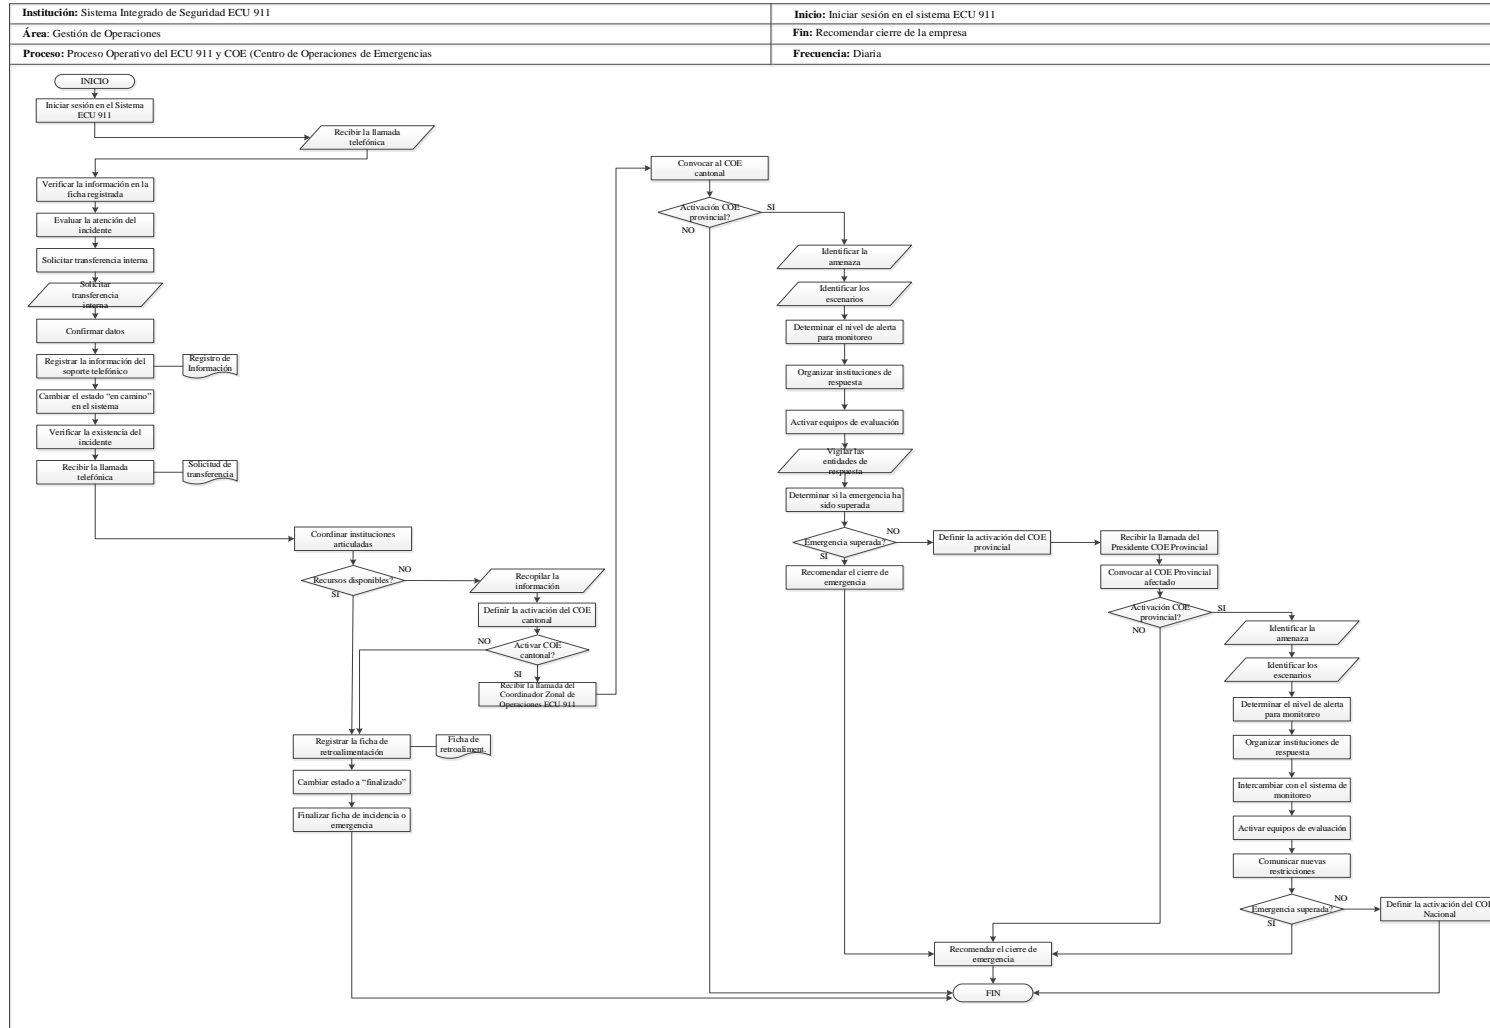 Institución: Sistema Integrado de Seguridad ECU 911
Inicio: Iniciar sesión en el sistema ECU 911
Área: Gestión de Operaciones
Fin: Recomendar cierre de la empresa
Proceso: Proceso Operativo del ECU 911 y COE (Centro de Operaciones de Emergencias
Frecuencia: Diaria
INICIO
Iniciar sesión en el Sistema
ECU 911
Recibir la llamada
telefónica
Verificar la información en la
ficha registrada
Evaluar la atención del
incidente
Solicitar transferencia interna
Solicitar
transferencia
interna
Confirmar datos
Registrar la información del
soporte telefónico
Registro de
Información
Cambiar el estado “en camino”
en el sistema
Verificar la existencia del
incidente
Recibir la llamada
telefónica
Solicitud de
transferencia
Coordinar instituciones
articuladas
Recursos disponibles?
NO
SI
Recopilar la
información
Definir la activación del COE
cantonal
Activar COE
cantonal?
NO
SI
Recibir la llamada del
Coordinador Zonal de
Operaciones ECU 911
Registrar la ficha de
retroalimentación
Ficha de
retroaliment.
Cambiar estado a “finalizado”
Finalizar ficha de incidencia o
emergencia
Convocar al COE
cantonal
Activación COE
provincial?
SI
NO
Identificar la
amenaza
Identificar los
escenarios
Determinar el nivel de alerta
para monitoreo
Organizar instituciones de
respuesta
Activar equipos de evaluación
Vigilar las
entidades de
respuesta
Determinar si la emergencia ha
sido superada
Emergencia superada?
NO
SI
Recomendar el cierre de
emergencia
Definir la activación del COE
provincial
Recibir la llamada del
Presidente COE Provincial
Convocar al COE Provincial
afectado
Activación COE
provincial?
SI
NO
Identificar la
amenaza
Identificar los
escenarios
Determinar el nivel de alerta
para monitoreo
Organizar instituciones de
respuesta
Intercambiar con el sistema de
monitoreo
Activar equipos de evaluación
Comunicar nuevas
restricciones
Emergencia superada?
NO
SI
Definir la activación del COE
Nacional
Recomendar el cierre de
emergencia
FIN